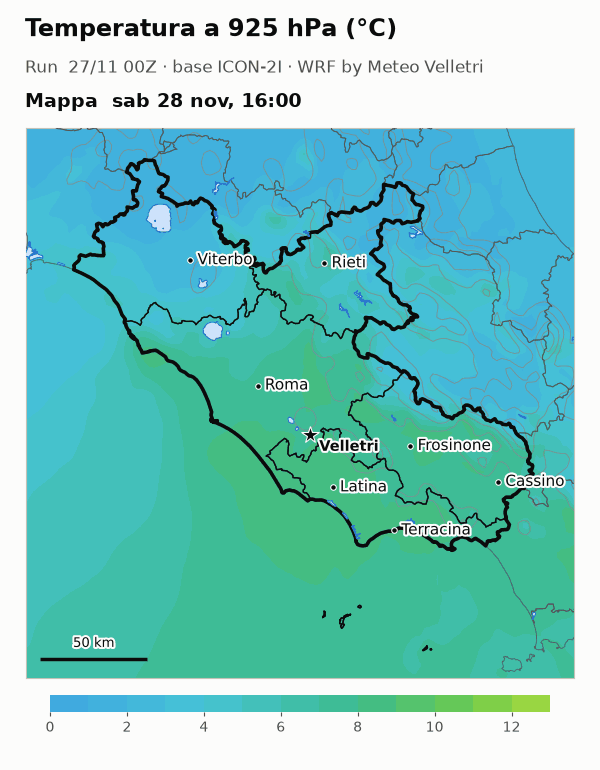 Temperatura a 925 hPa (°C)
Run  27/11 00Z · base ICON-2I · WRF by Meteo Velletri
Mappa  sab 28 nov, 16:00
Viterbo
Rieti
Roma
Velletri
Frosinone
Latina
Cassino
Terracina
50 km
0 2 4 6 8 10 12